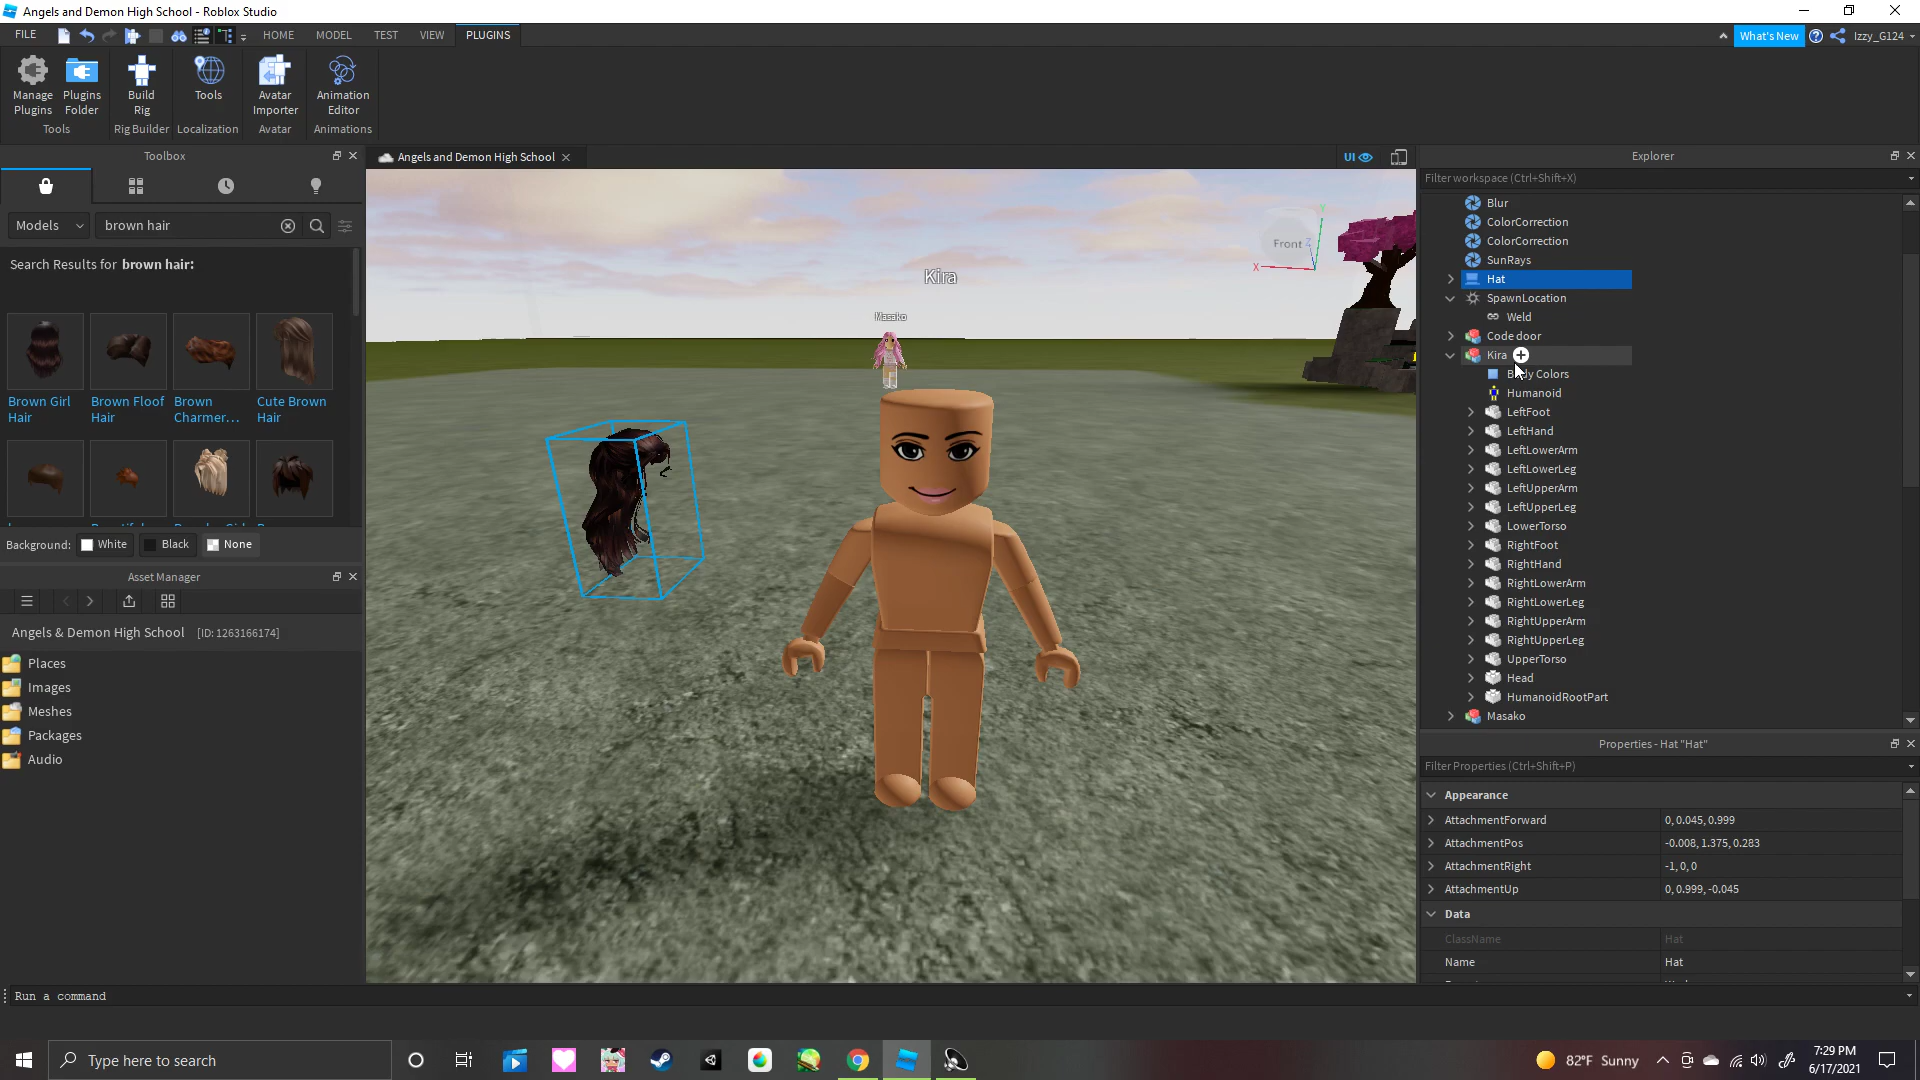 Angels and Demon High School - Roblox Studio
FILE
HOME
MODEL
TEST
VIEW
PLUGINS
What's New
Izzy_G124
Manage Plugins
Plugins Folder
Build Rig
Tools
Avatar Importer
Animation Editor
Tools
Rig Builder
Localization
Avatar
Animations
Toolbox
Angels and Demon High School
UI
Explorer
Filter workspace (Ctrl+Shift+X)
Models
brown hair
Search Results for brown hair:
Brown Girl Hair
Brown Floof Hair
Brown Charmer...
Cute Brown Hair
Background:
White
Black
None
Asset Manager
Angels & Demon High School [ID: 1263166174]
Places
Images
Meshes
Packages
Audio
Kira
Masako
Front
X
Y
Z
Blur
ColorCorrection
ColorCorrection
SunRays
Hat
SpawnLocation
Weld
Code door
Kira
Body Colors
Humanoid
LeftFoot
LeftHand
LeftLowerArm
LeftLowerLeg
LeftUpperArm
LeftUpperLeg
LowerTorso
RightFoot
RightHand
RightLowerArm
RightLowerLeg
RightUpperArm
RightUpperLeg
UpperTorso
Head
HumanoidRootPart
Masako
Properties - Hat "Hat"
Filter Properties (Ctrl+Shift+P)
Appearance
AttachmentForward 0, 0.045, 0.999
AttachmentPos -0.008, 1.375, 0.283
AttachmentRight -1, 0, 0
AttachmentUp 0, 0.999, -0.045
Data
ClassName Hat
Name Hat
Run a command
Type here to search
82°F Sunny
7:29 PM
6/17/2021